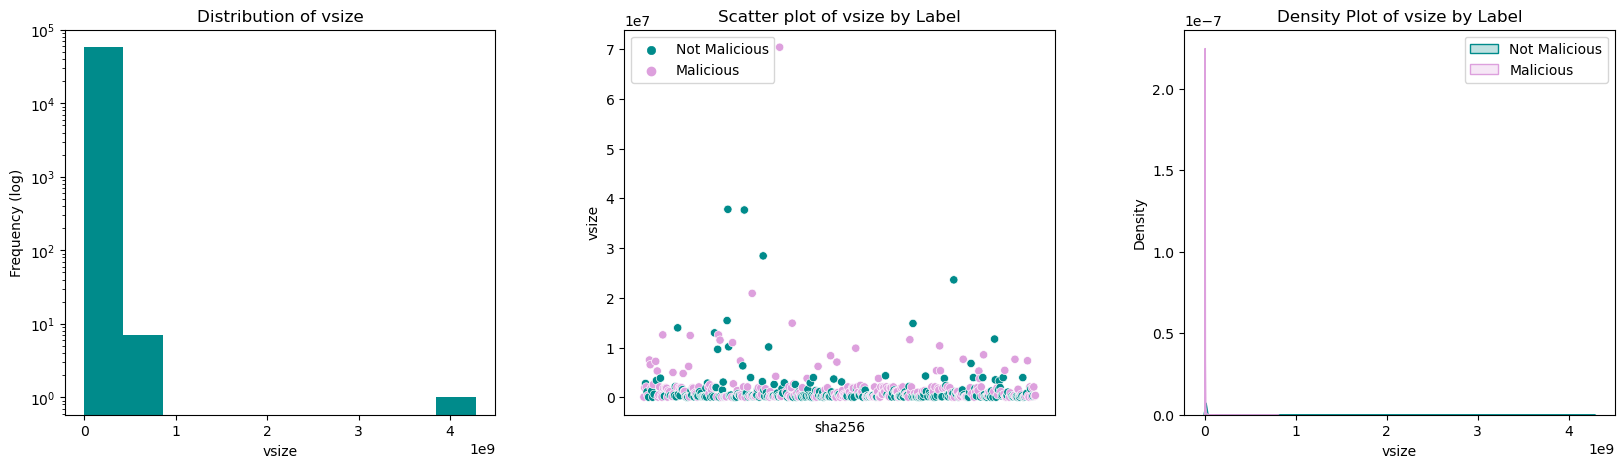 Distribution of vsize
Frequency (log)
10^5
10^4
10^3
10^2
10^1
10^0
0 1 2 3 4
1e9
vsize
Scatter plot of vsize by Label
1e7
Not Malicious
Malicious
vsize
7
6
5
4
3
2
1
0
sha256
Density Plot of vsize by Label
1e−7
Not Malicious
Malicious
Density
2.0
1.5
1.0
0.5
0.0
0 1 2 3 4
1e9
vsize